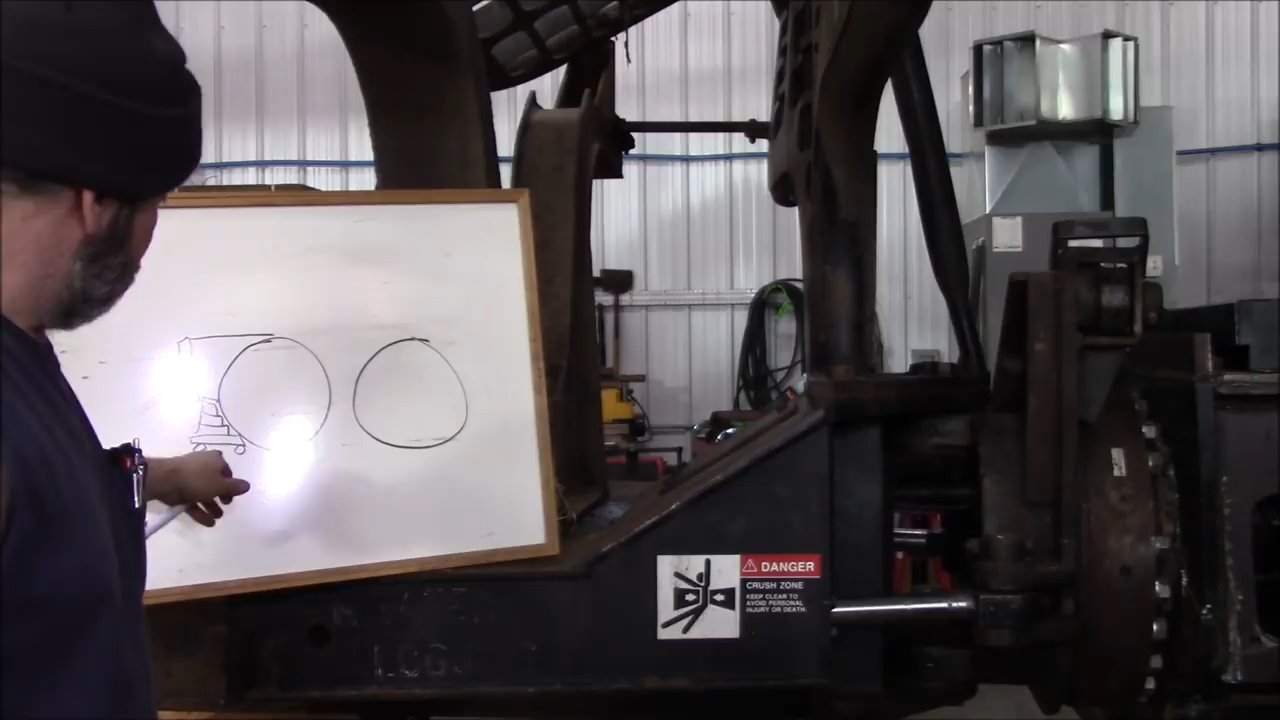 DANGER
CRUSH ZONE
KEEP CLEAR TO
AVOID PERSONAL
INJURY OR DEATH.